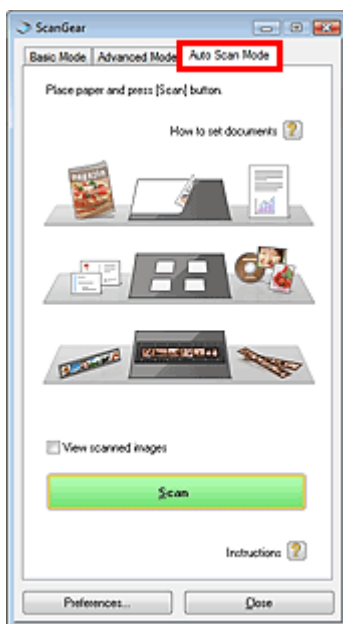 ScanGear
Basic Mode Advanced Mode Auto Scan Mode
Place paper and press [Scan] button.
How to set documents
View scanned images
Scan
Instructions
Preferences... Close